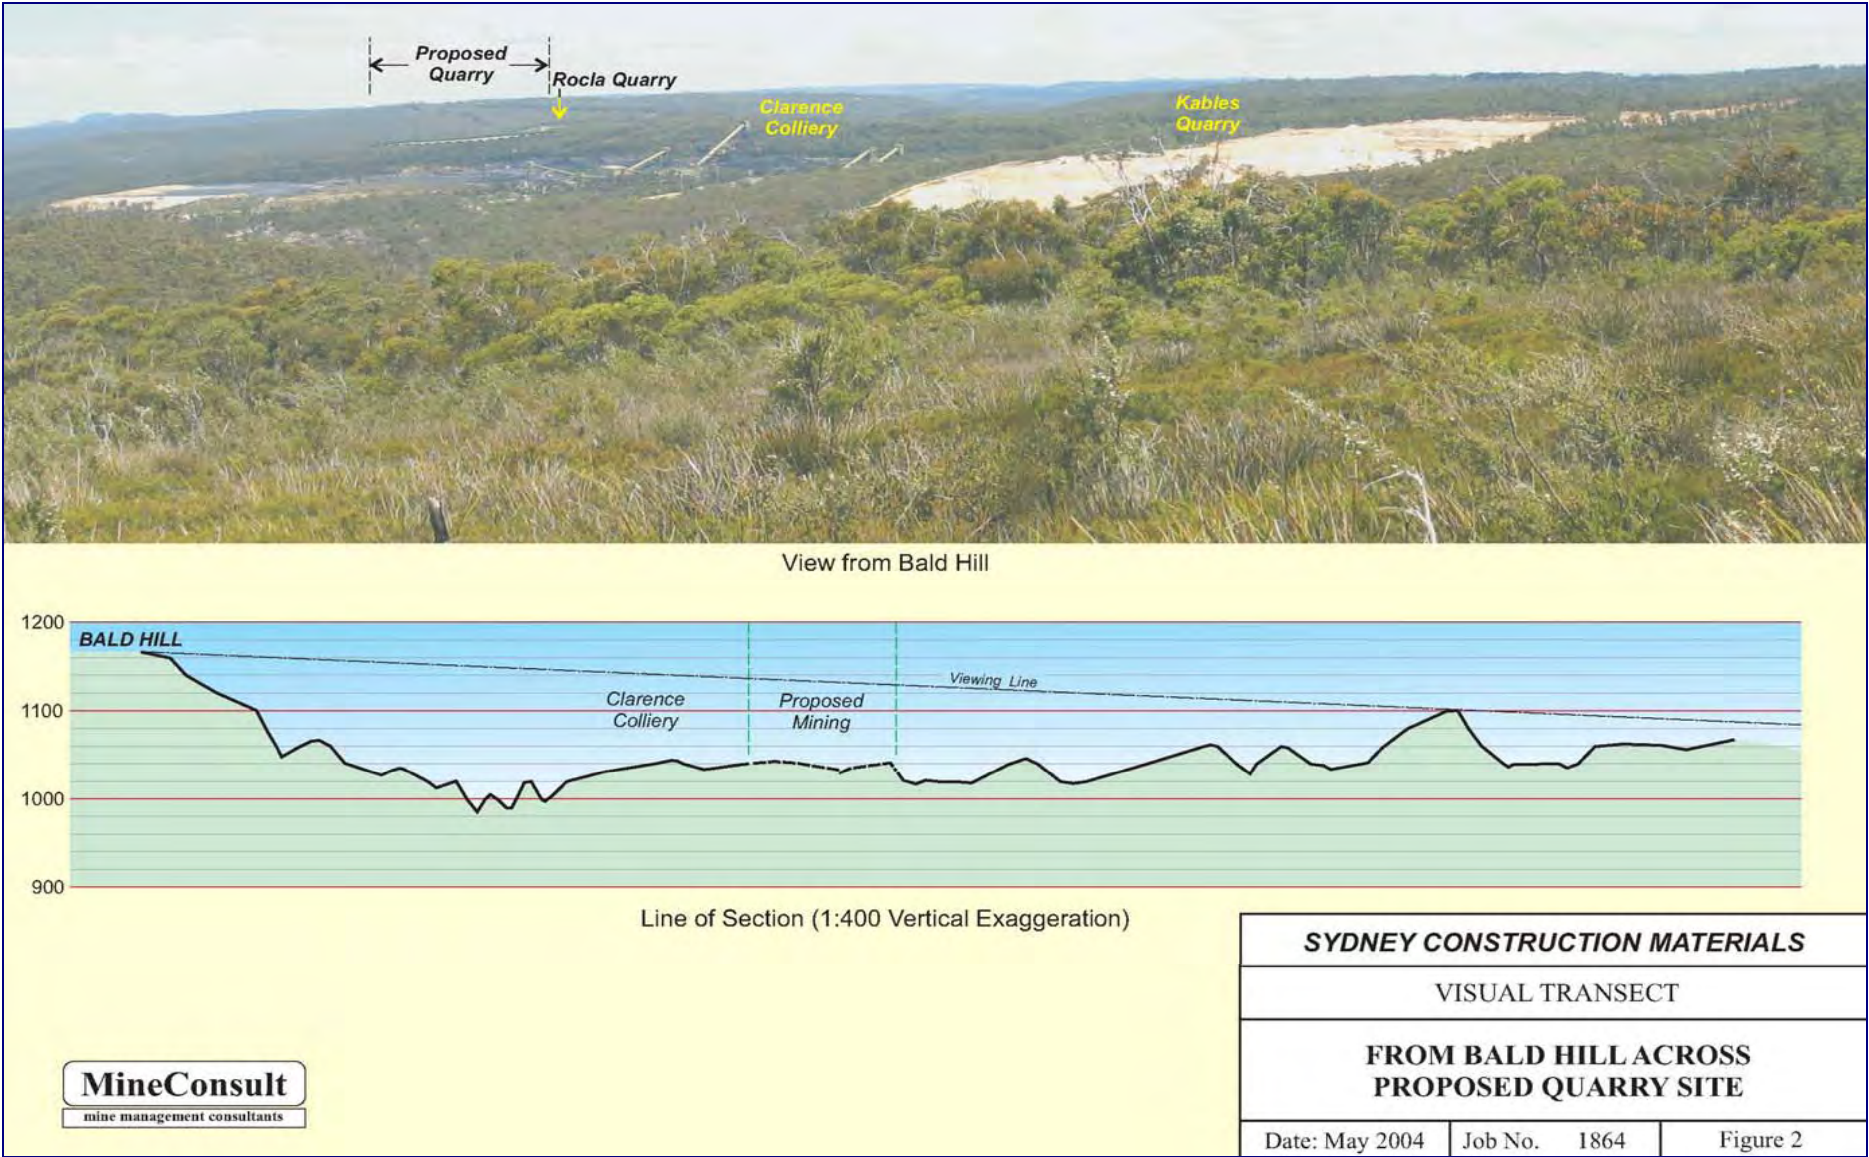 Proposed
Quarry
Rocla Quarry
Clarence
Colliery
Kables
Quarry
View from Bald Hill
1200
BALD HILL
Viewing Line
Clarence
Colliery
Proposed
Mining
1100
1000
900
Line of Section (1:400 Vertical Exaggeration)
SYDNEY CONSTRUCTION MATERIALS
VISUAL TRANSECT
FROM BALD HILL ACROSS
PROPOSED QUARRY SITE
Date: May 2004 Job No. 1864 Figure 2
MineConsult
mine management consultants